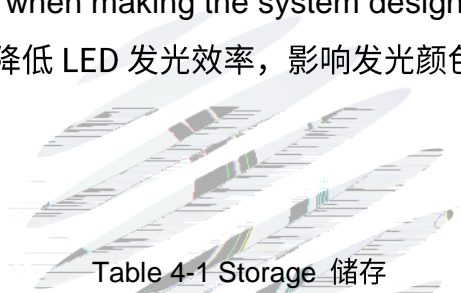 when making the system design
降低 LED 发光效率，影响发光颜色
Table 4-1 Storage 储存